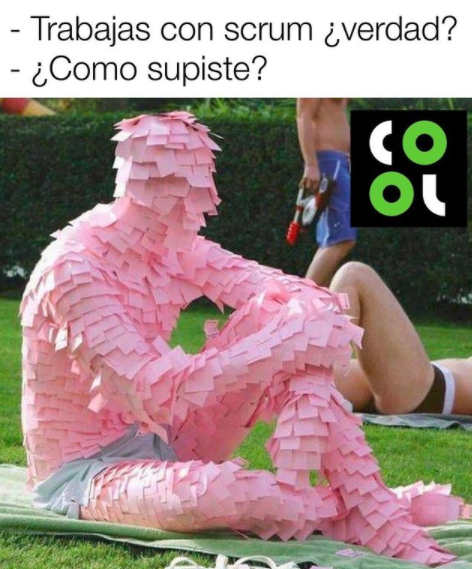 - Trabajas con scrum ¿verdad?
- ¿Como supiste?
CO
OL